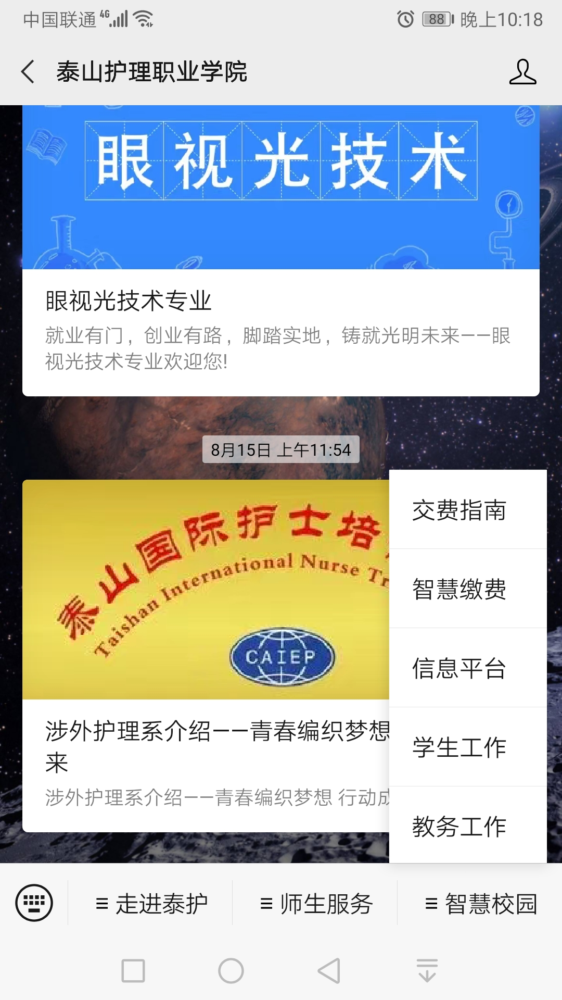 中国联通 4G 88 晚上10:18
泰山护理职业学院
眼视光技术
眼视光技术专业
就业有门，创业有路，脚踏实地，铸就光明未来——眼
视光技术专业欢迎您!
8月15日 上午11:54
泰山国际护士培
Taishan International Nurse Tr
CAIEP
涉外护理系介绍——青春编织梦想
来
涉外护理系介绍——青春编织梦想 行动成
交费指南
智慧缴费
信息平台
学生工作
教务工作
走进泰护
师生服务
智慧校园